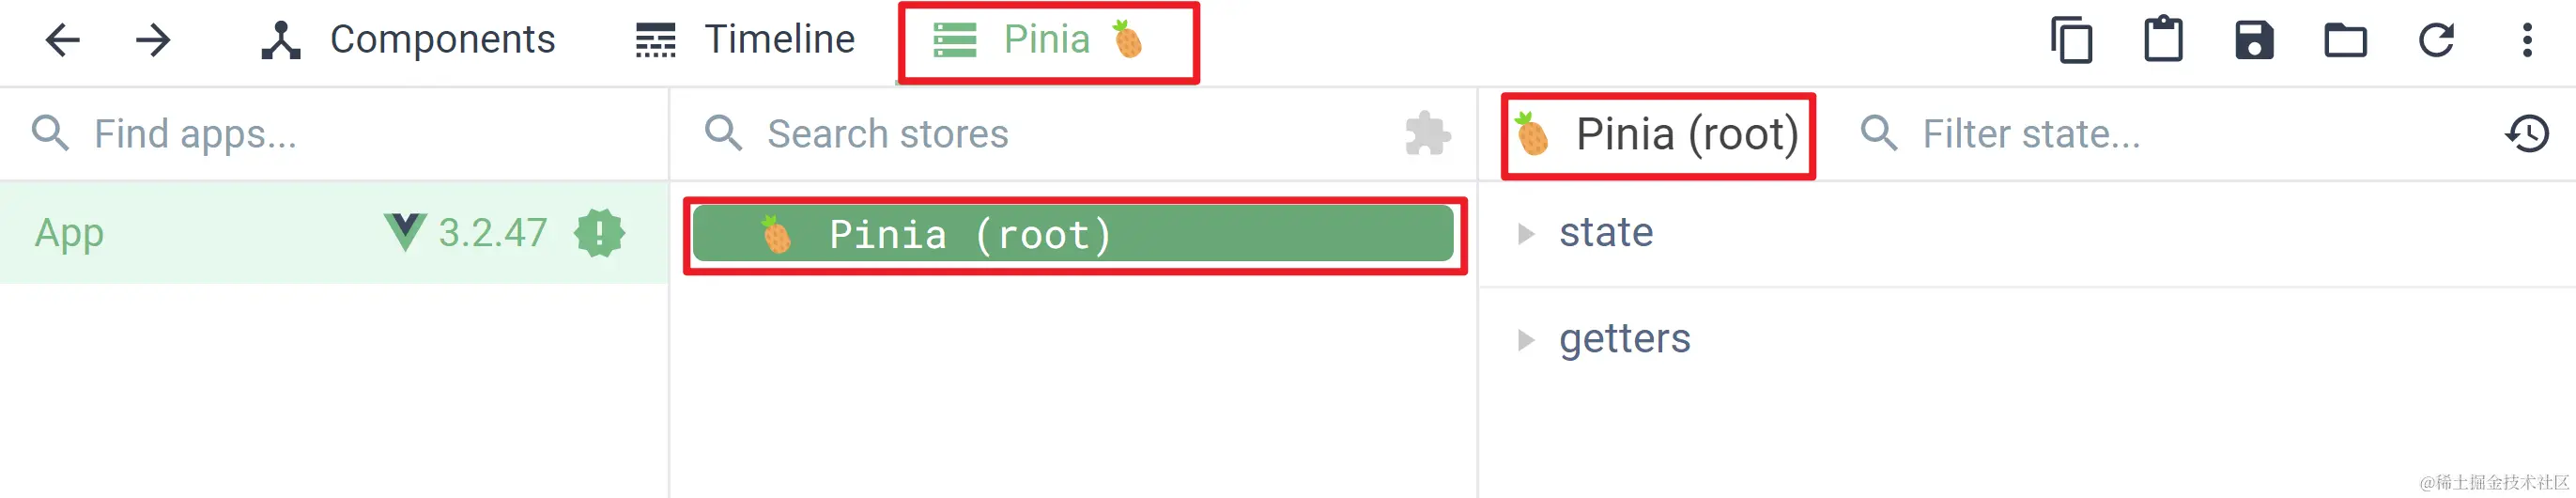 Components Timeline Pinia 🍍
Find apps... Search stores 🍍 Pinia (root) Filter state...
App 3.2.47 🍍 Pinia (root) state
getters
@稀土掘金技术社区